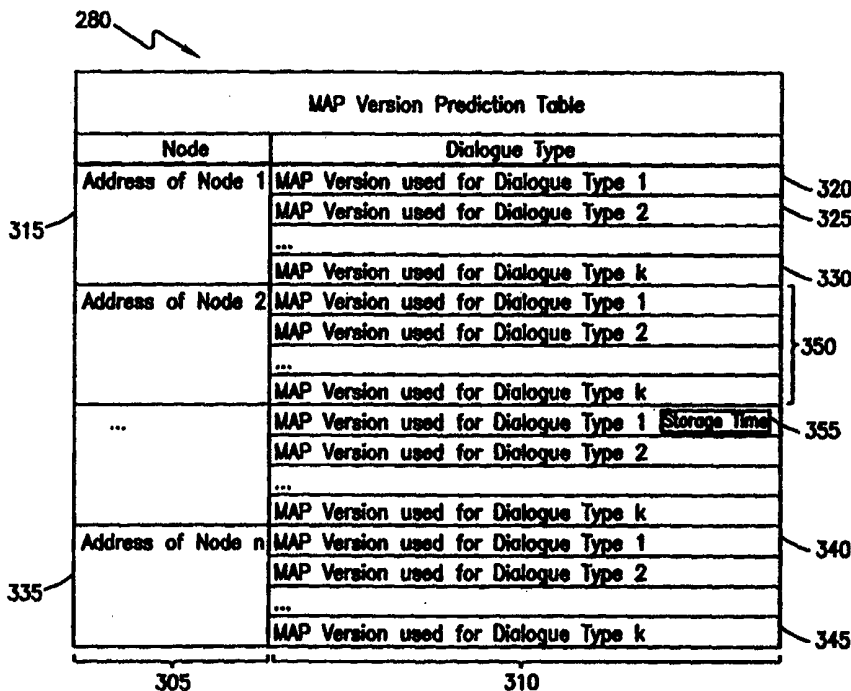 280
MAP Version Prediction Table
Node Dialogue Type
Address of Node 1 MAP Version used for Dialogue Type 1 320
MAP Version used for Dialogue Type 2 325
315
...
MAP Version used for Dialogue Type k 330
Address of Node 2 MAP Version used for Dialogue Type 1
MAP Version used for Dialogue Type 2
350
...
MAP Version used for Dialogue Type k
... MAP Version used for Dialogue Type 1 Storage Time 355
MAP Version used for Dialogue Type 2
...
MAP Version used for Dialogue Type k
Address of Node n MAP Version used for Dialogue Type 1 340
MAP Version used for Dialogue Type 2
335
...
MAP Version used for Dialogue Type k 345
305 310